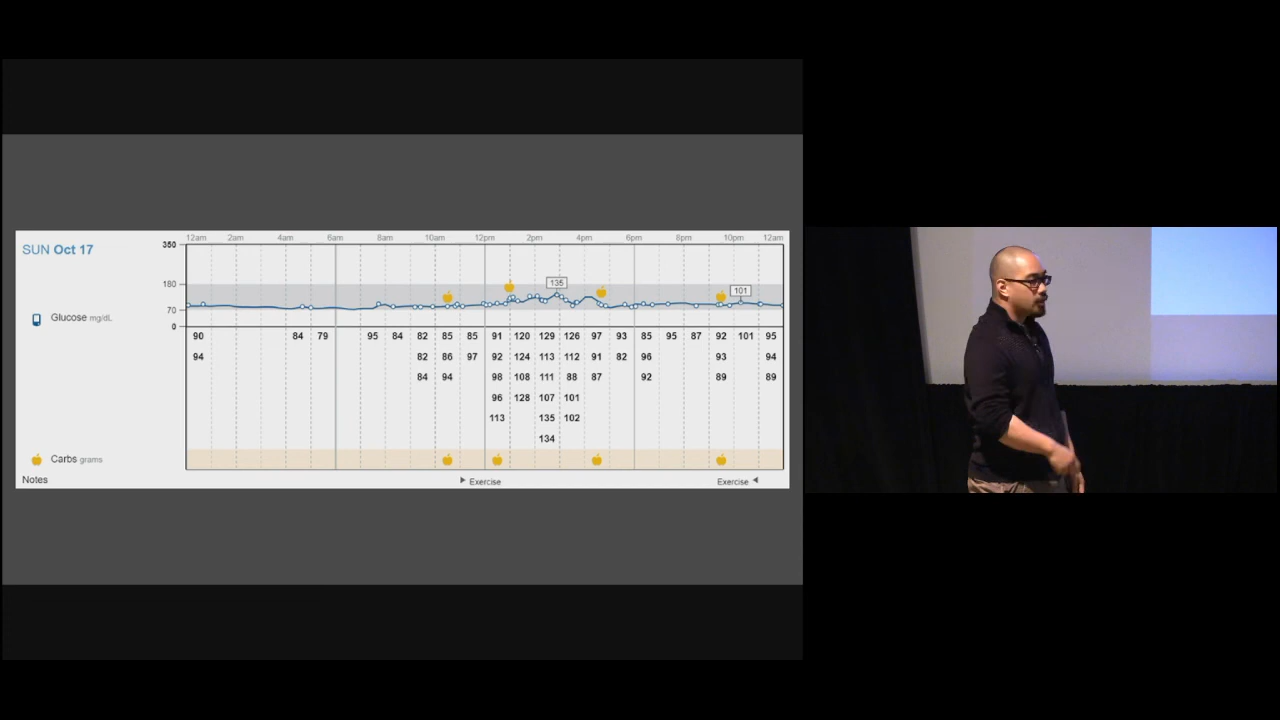 12am 2am 4am 6am 8am 10am 12pm 2pm 4pm 6pm 8pm 10pm 12am
SUN Oct 17
350
180
70
0
135
101
Glucose mg/dL
90 84 79 95 84 82 85 85 91 120 129 126 97 93 85 95 87 92 101 95
94 82 86 97 92 124 113 112 91 82 96 93 94
84 94 98 108 111 88 87 92 89 89
96 128 107 101
113 135 102
134
Carbs grams
Notes
Exercise
Exercise